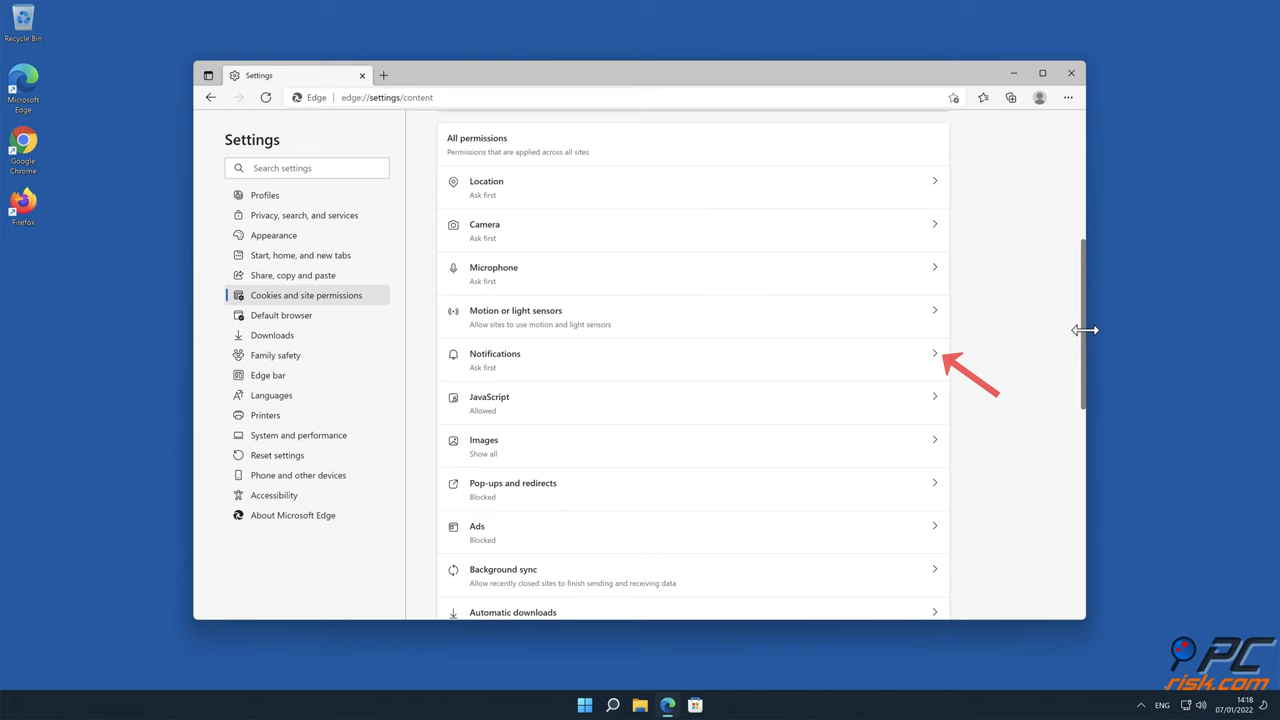 Recycle Bin
Microsoft
Edge
Google
Chrome
Firefox
Settings
Edge
edge://settings/content
Settings
Search settings
Profiles
Privacy, search, and services
Appearance
Start, home, and new tabs
Share, copy and paste
Cookies and site permissions
Default browser
Downloads
Family safety
Edge bar
Languages
Printers
System and performance
Reset settings
Phone and other devices
Accessibility
About Microsoft Edge
All permissions
Permissions that are applied across all sites
Location
Ask first
Camera
Ask first
Microphone
Ask first
Motion or light sensors
Allow sites to use motion and light sensors
Notifications
Ask first
JavaScript
Allowed
Images
Show all
Pop-ups and redirects
Blocked
Ads
Blocked
Background sync
Allow recently closed sites to finish sending and receiving data
Automatic downloads
PC
risk.com
ENG
14:18
07/01/2022